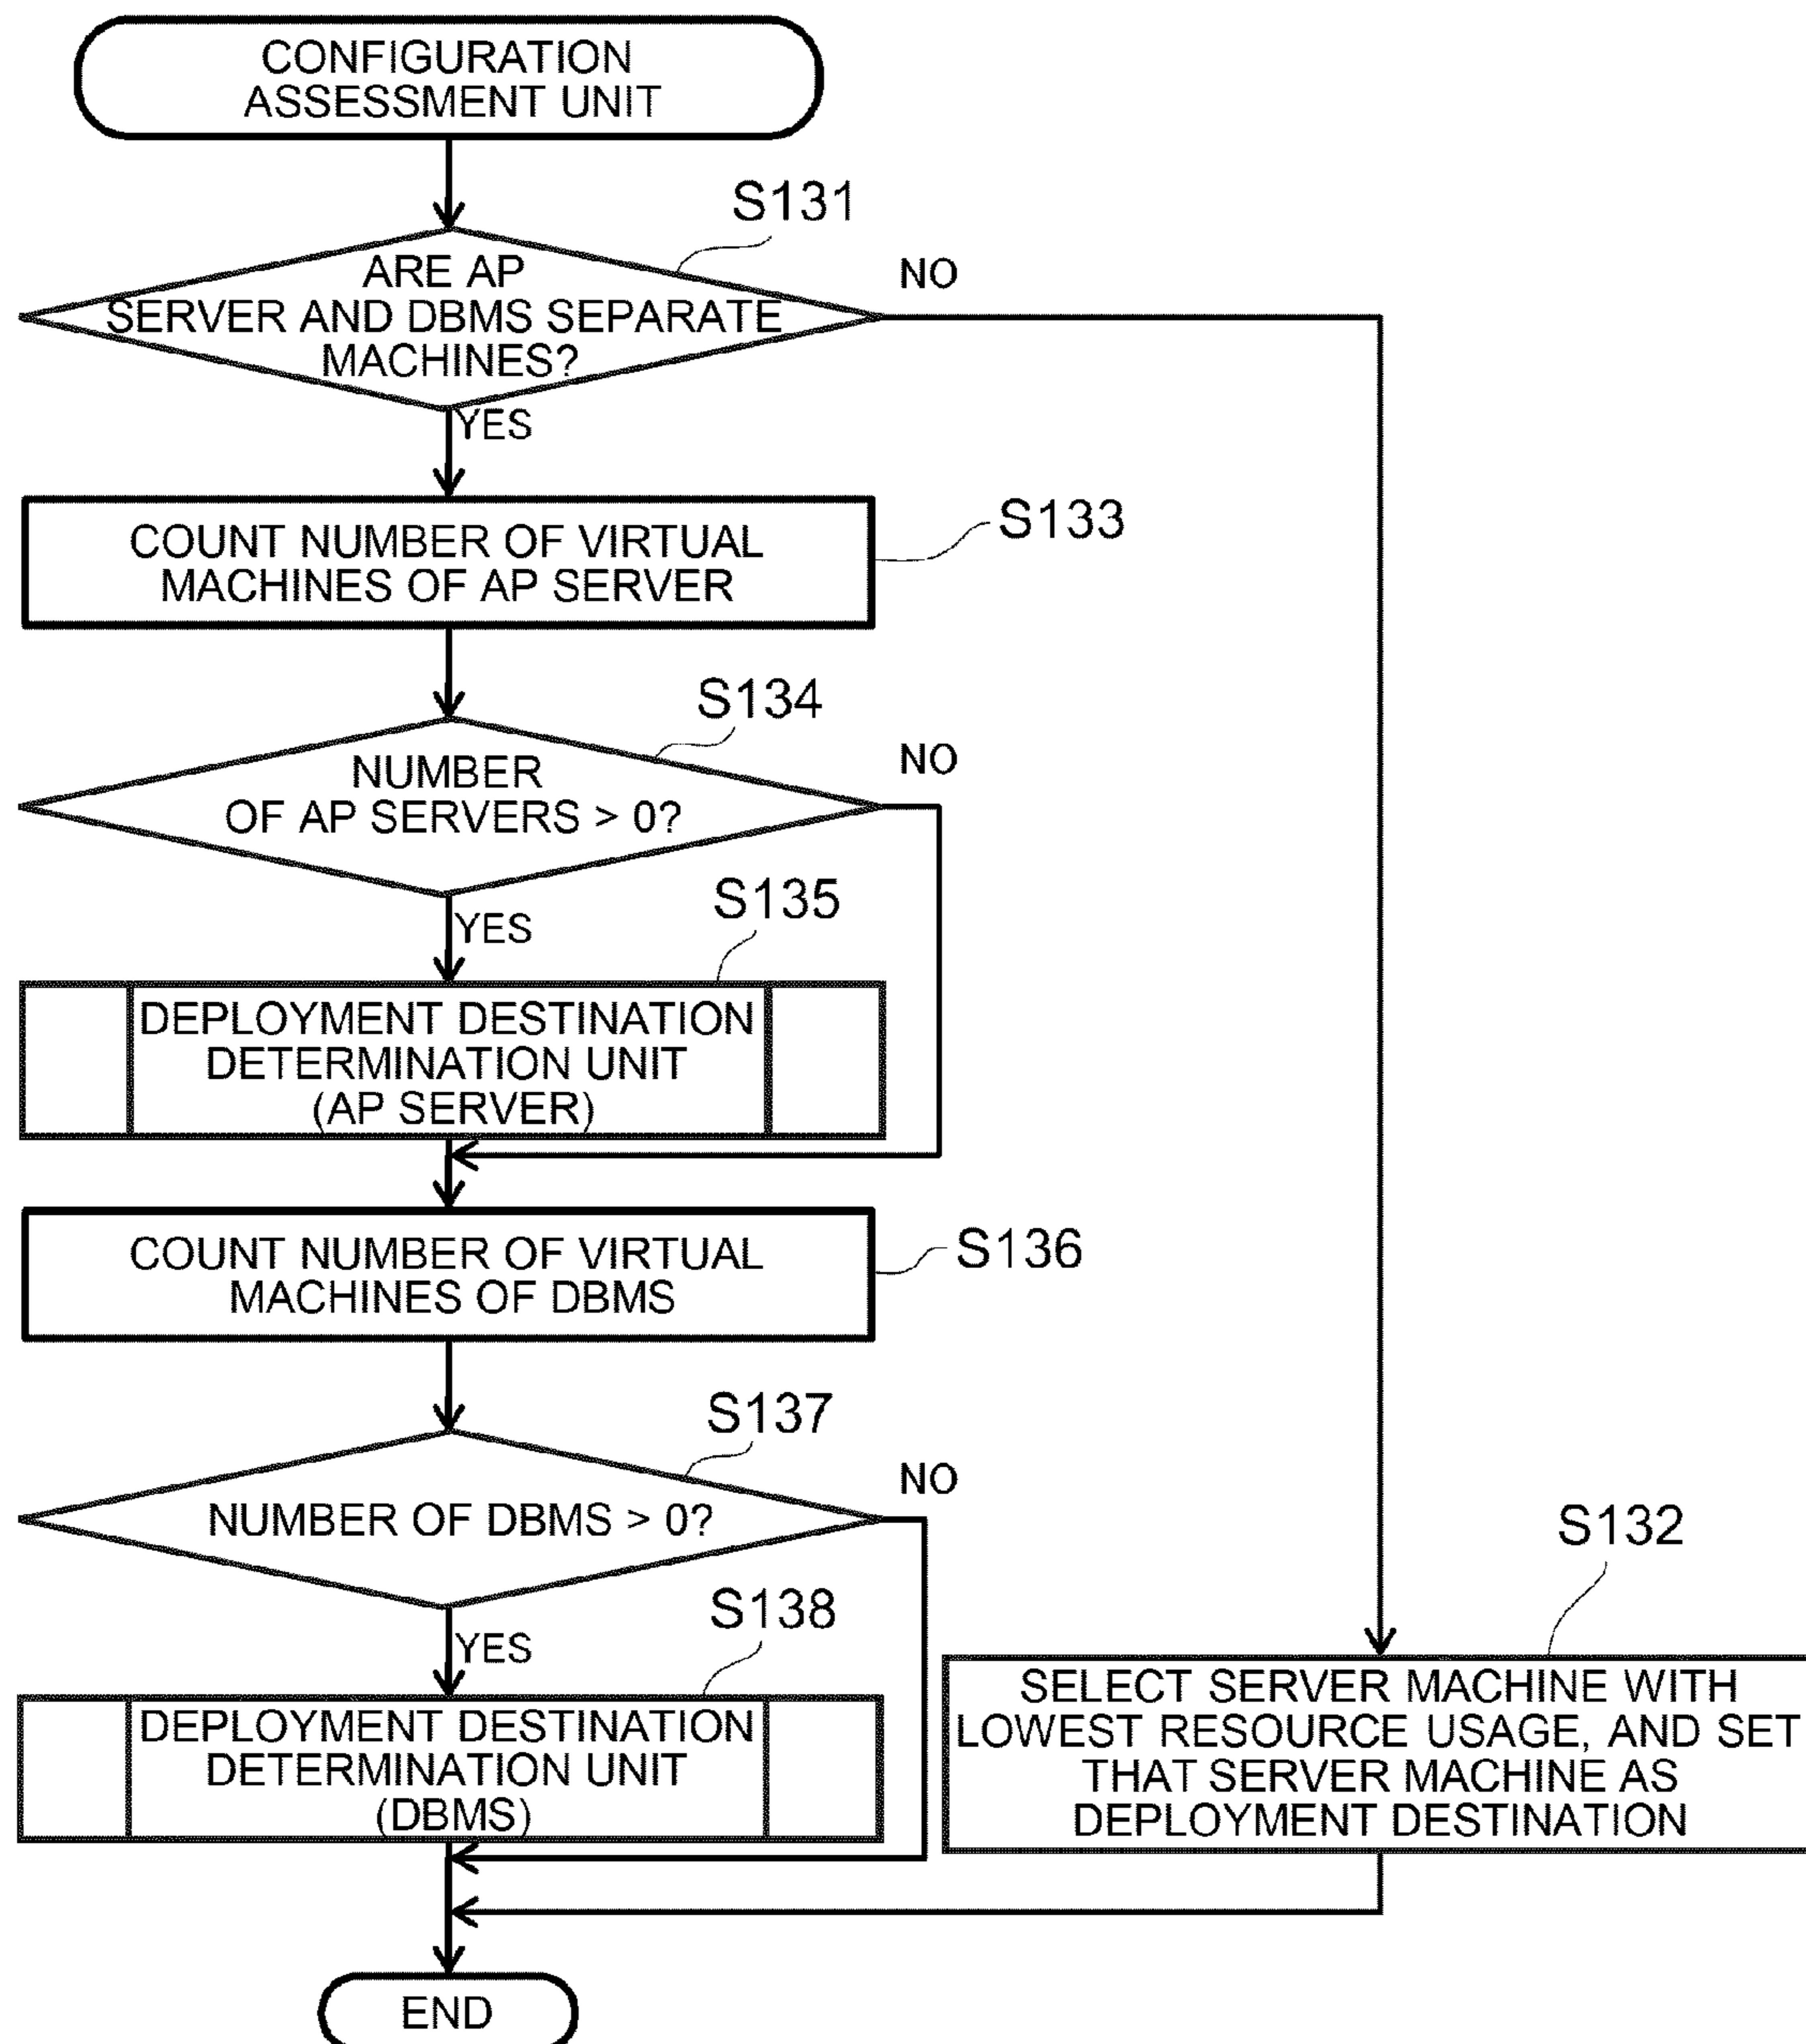 CONFIGURATION
ASSESSMENT UNIT
S131
ARE AP
SERVER AND DBMS SEPARATE
MACHINES?
NO
YES
COUNT NUMBER OF VIRTUAL
MACHINES OF AP SERVER
S133
S134
NUMBER
OF AP SERVERS > 0?
NO
YES
S135
DEPLOYMENT DESTINATION
DETERMINATION UNIT
(AP SERVER)
COUNT NUMBER OF VIRTUAL
MACHINES OF DBMS
S136
S137
NUMBER OF DBMS > 0?
NO
YES
S138
DEPLOYMENT DESTINATION
DETERMINATION UNIT
(DBMS)
S132
SELECT SERVER MACHINE WITH
LOWEST RESOURCE USAGE, AND SET
THAT SERVER MACHINE AS
DEPLOYMENT DESTINATION
END